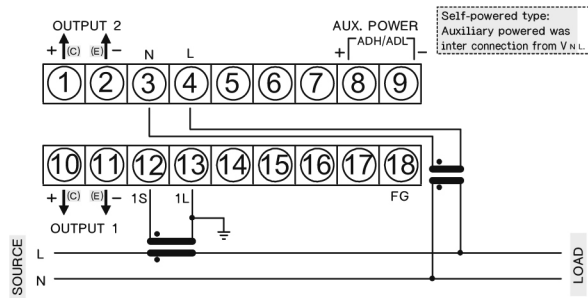 OUTPUT 2
+ (C) (E) −
N L
AUX. POWER
+ ADH/ADL −
Self-powered type:
Auxiliary powered was
inter connection from V N L.
1 2 3 4 5 6 7 8 9
10 11 12 13 14 15 16 17 18
+ (C) (E) − 1S 1L FG
OUTPUT 1
SOURCE
L
N
LOAD